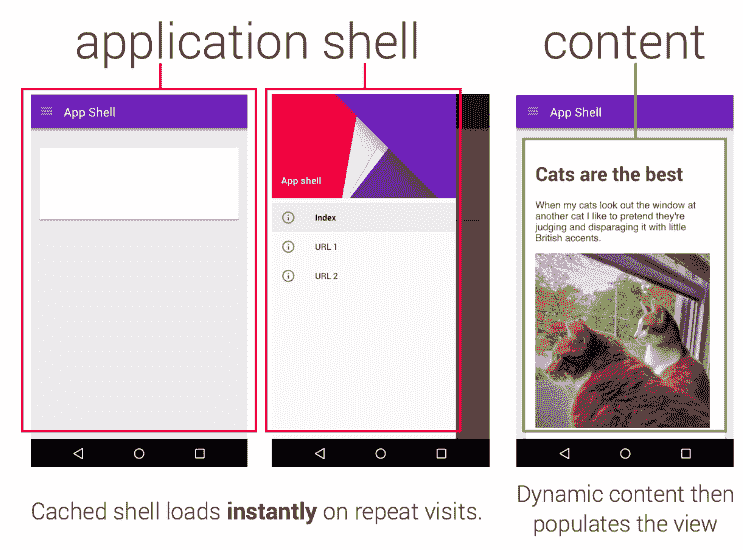 application shell
content
App Shell
App shell
Index
URL 1
URL 2
App Shell
Cats are the best
When my cats look out the window at
another cat I like to pretend they're
judging and disparaging it with little
British accents.
Cached shell loads instantly on repeat visits.
Dynamic content then
populates the view